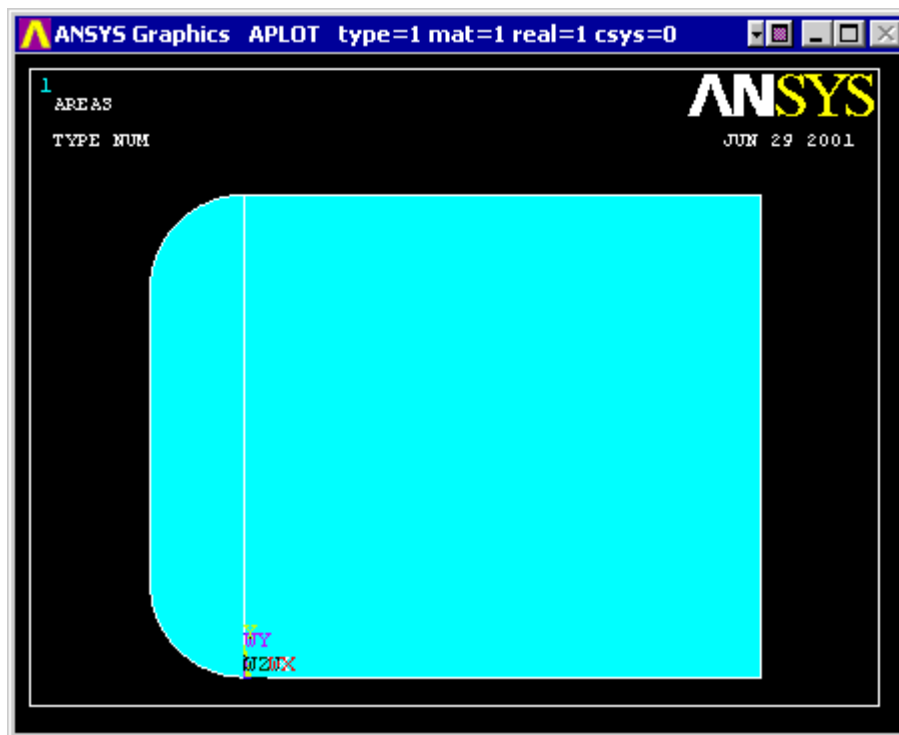 ANSYS Graphics APLOT type=1 mat=1 real=1 csys=0
1
AREAS
TYPE NUM
ANSYS
JUN 29 2001
WY
WZWX